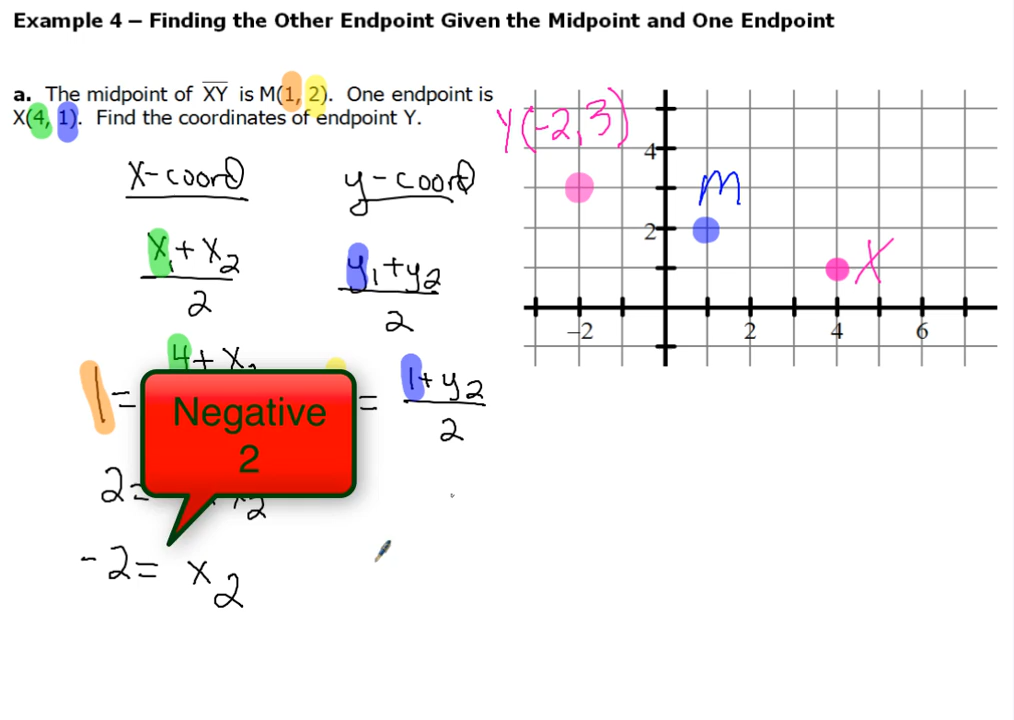 Example 4 – Finding the Other Endpoint Given the Midpoint and One Endpoint
a. The midpoint of XY is M(1, 2). One endpoint is
X(4, 1). Find the coordinates of endpoint Y.
X-coord
y-coord
X₁ + X₂
2
y₁ + y₂
2
1 =
4 + X₂
= 1 + y₂
2
2 =
-2 = x₂
Negative
2
Y(-2, 3)
4
M
2
X
-2 2 4 6